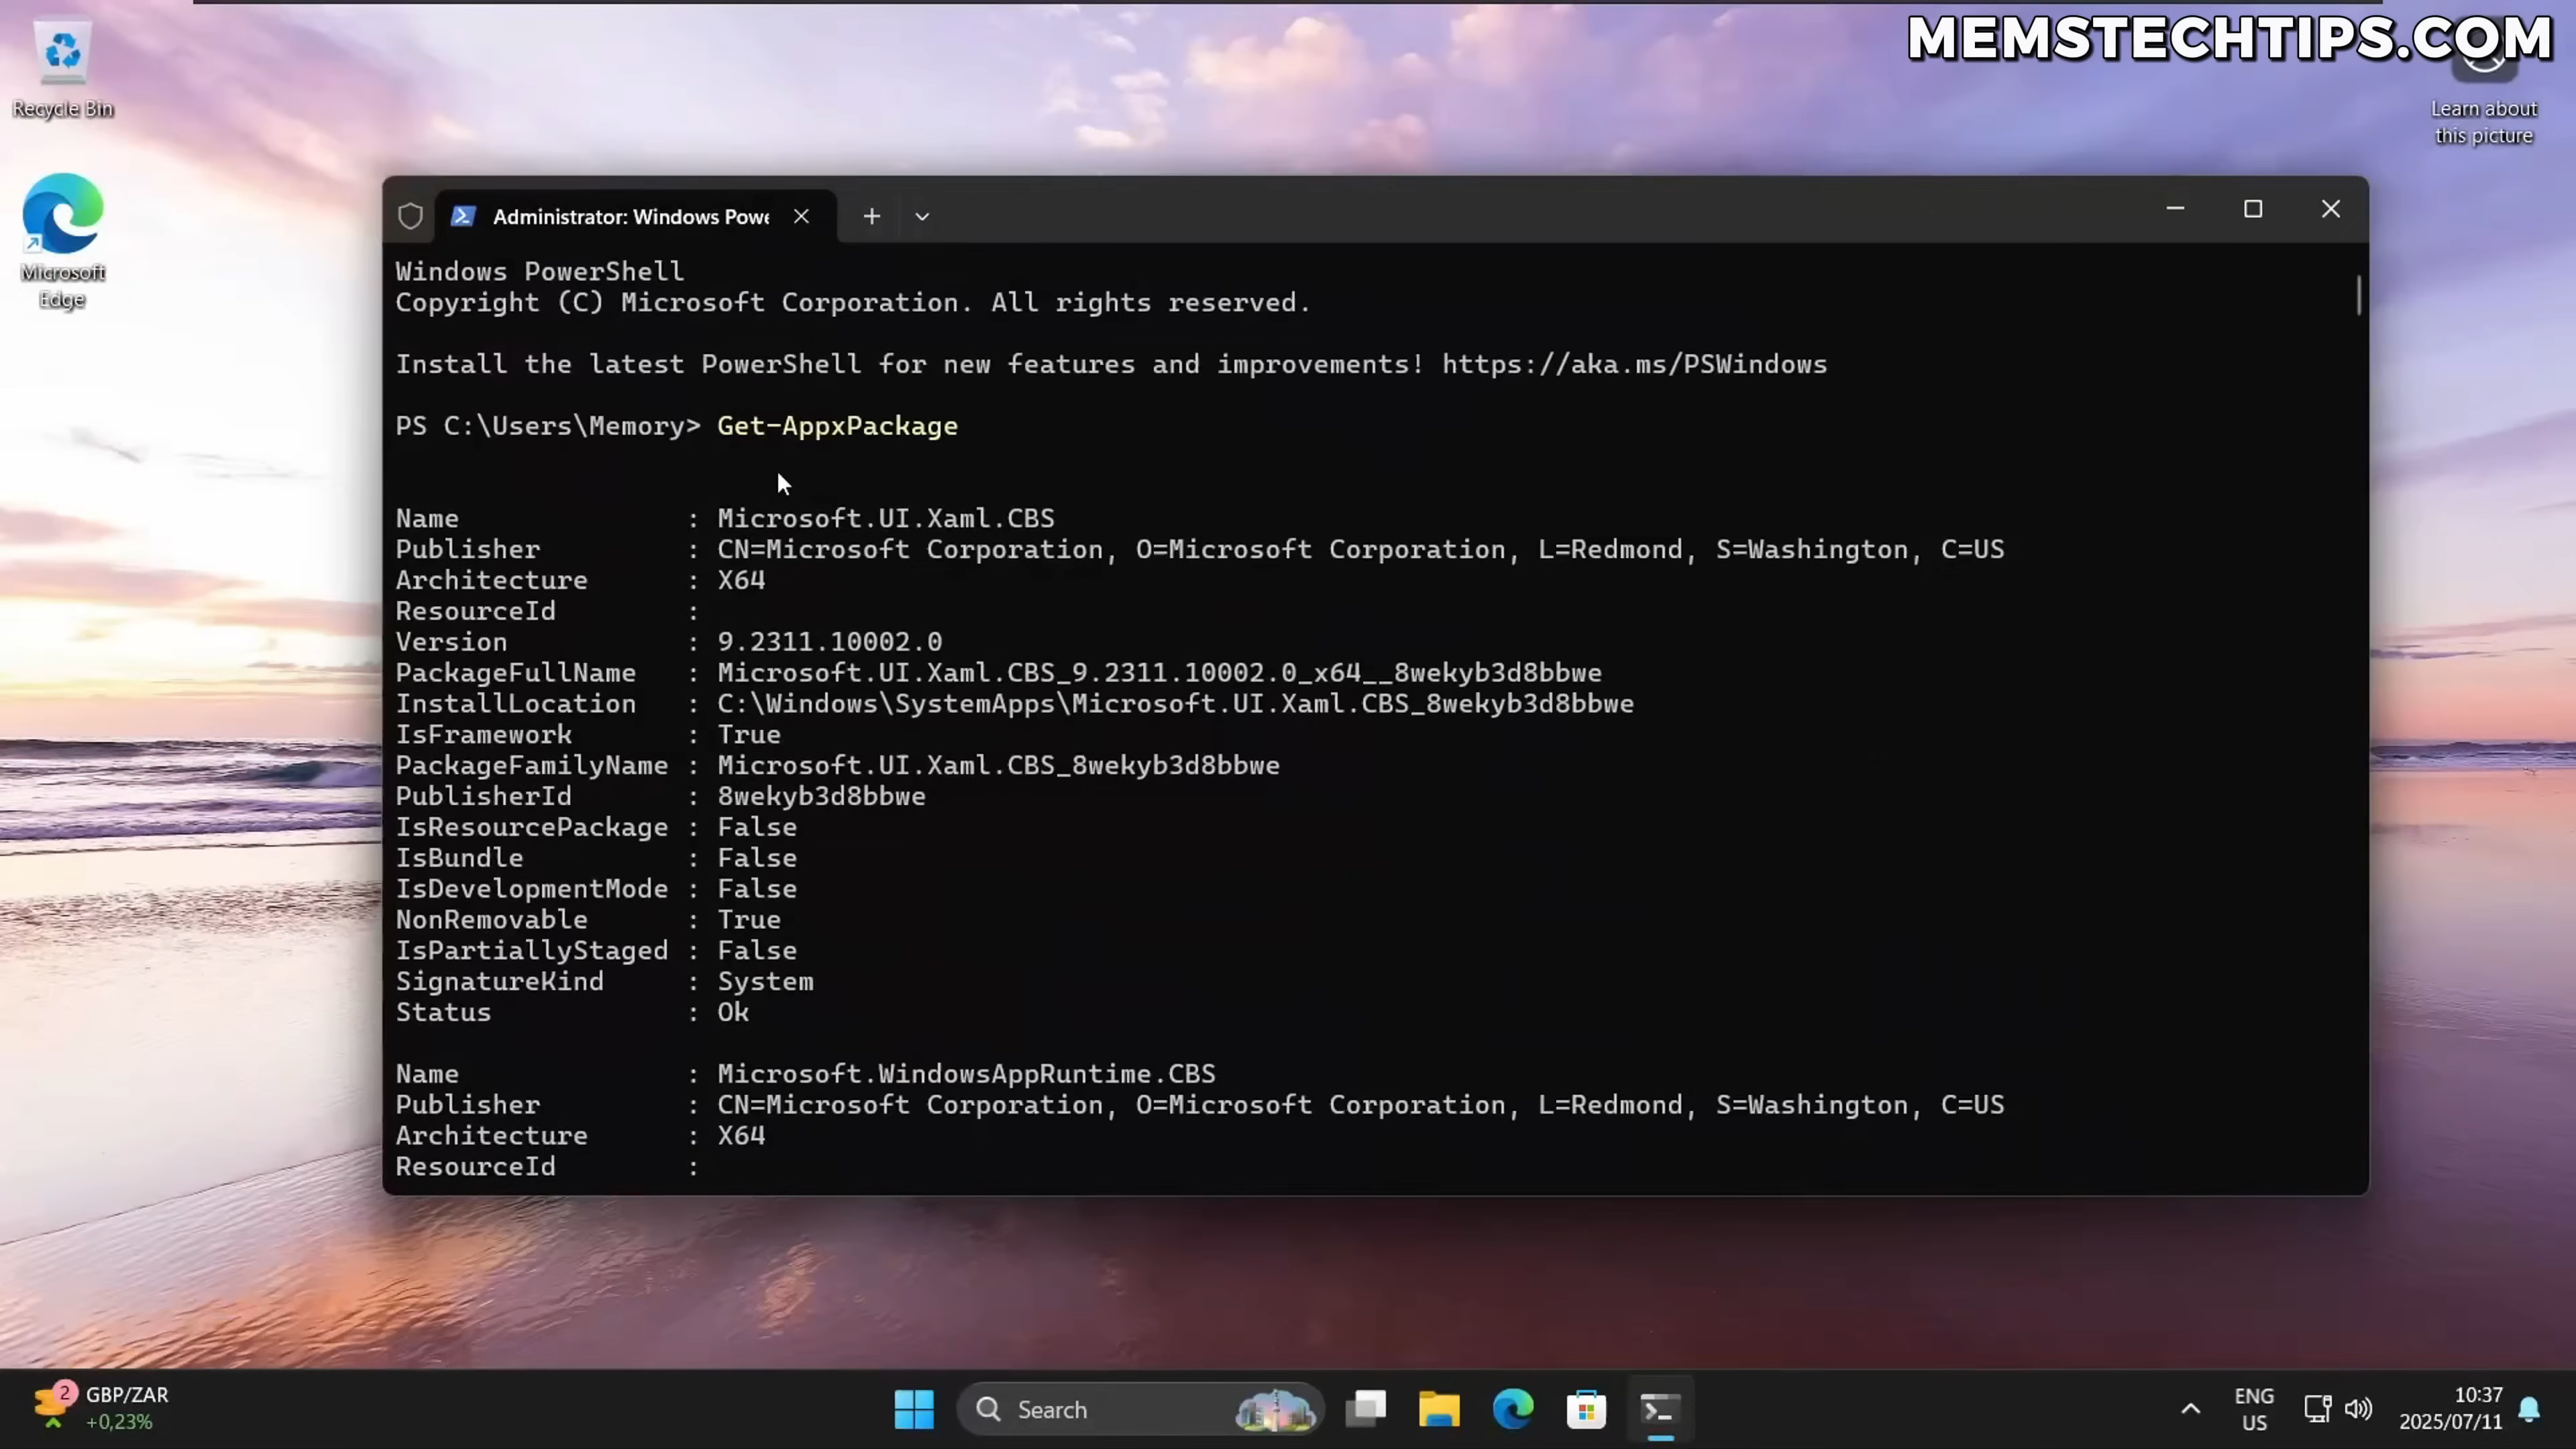 MEMSTECHTIPS.COM
Recycle Bin
Learn about
this picture
Microsoft
Edge
Administrator: Windows Powe
Windows PowerShell
Copyright (C) Microsoft Corporation. All rights reserved.
Install the latest PowerShell for new features and improvements! https://aka.ms/PSWindows
PS C:\Users\Memory> Get-AppxPackage
Name : Microsoft.UI.Xaml.CBS
Publisher : CN=Microsoft Corporation, O=Microsoft Corporation, L=Redmond, S=Washington, C=US
Architecture : X64
ResourceId :
Version : 9.2311.10002.0
PackageFullName : Microsoft.UI.Xaml.CBS_9.2311.10002.0_x64__8wekyb3d8bbwe
InstallLocation : C:\Windows\SystemApps\Microsoft.UI.Xaml.CBS_8wekyb3d8bbwe
IsFramework : True
PackageFamilyName : Microsoft.UI.Xaml.CBS_8wekyb3d8bbwe
PublisherId : 8wekyb3d8bbwe
IsResourcePackage : False
IsBundle : False
IsDevelopmentMode : False
NonRemovable : True
IsPartiallyStaged : False
SignatureKind : System
Status : Ok
Name : Microsoft.WindowsAppRuntime.CBS
Publisher : CN=Microsoft Corporation, O=Microsoft Corporation, L=Redmond, S=Washington, C=US
Architecture : X64
ResourceId :
2
GBP/ZAR
+0,23%
Search
ENG
US
10:37
2025/07/11